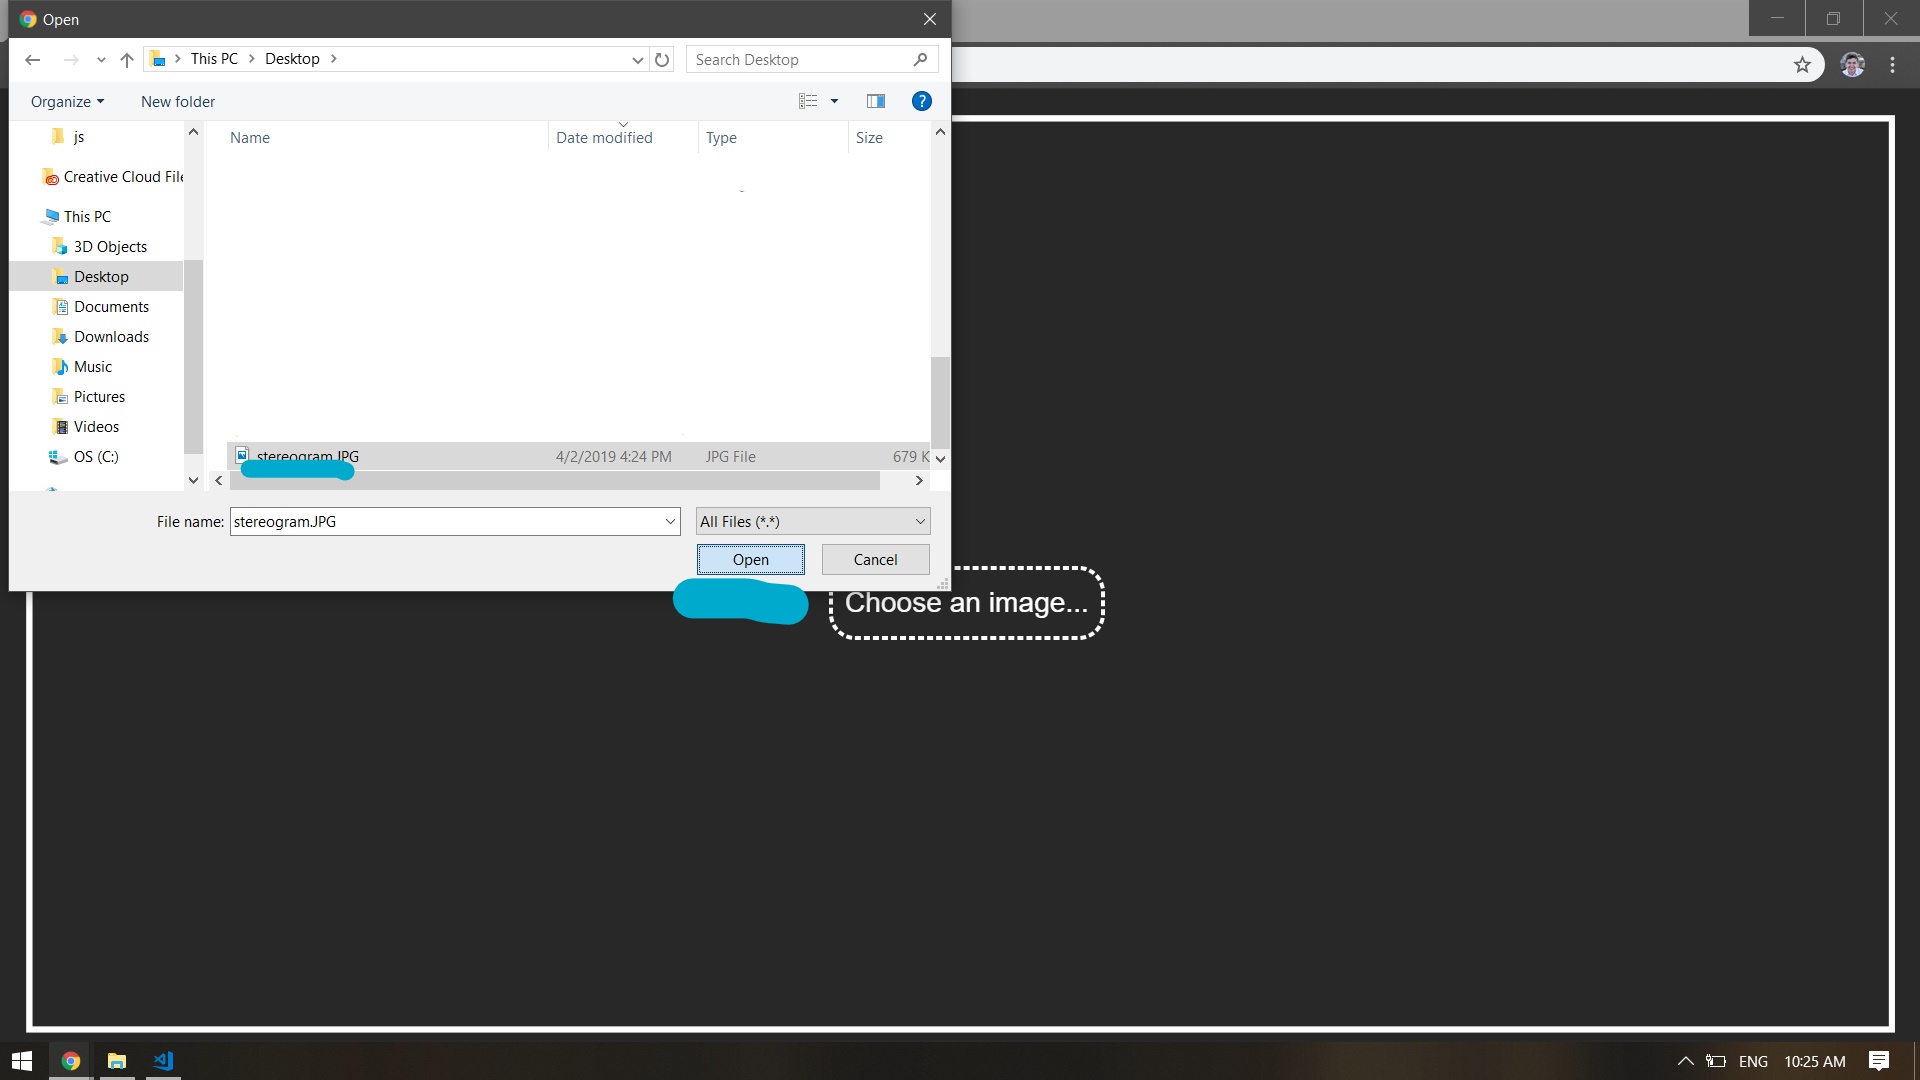 Open
This PC
Desktop
Search Desktop
Organize
New folder
?
js
Name
Date modified
Type
Size
Creative Cloud File
This PC
3D Objects
Desktop
Documents
Downloads
Music
Pictures
Videos
OS (C:)
stereogram.JPG
4/2/2019 4:24 PM
JPG File
679 K
File name:
stereogram.JPG
All Files (*.*)
Open
Cancel
Choose an image...
ENG
10:25 AM